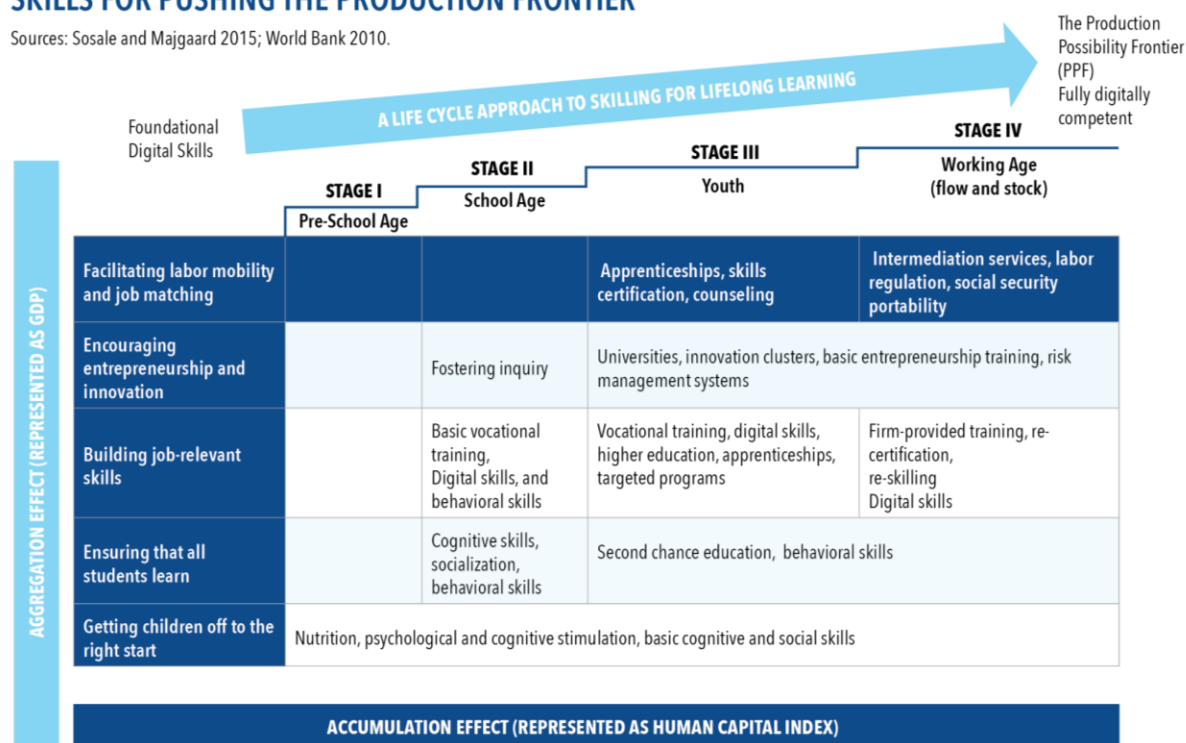 SKILLS FOR PUSHING THE PRODUCTION FRONTIER
Sources: Sosale and Majgaard 2015; World Bank 2010.
The Production
Possibility Frontier
(PPF)
Fully digitally
competent
A LIFE CYCLE APPROACH TO SKILLING FOR LIFELONG LEARNING
Foundational
Digital Skills
STAGE I
Pre-School Age
STAGE II
School Age
STAGE III
Youth
STAGE IV
Working Age
(flow and stock)
AGGREGATION EFFECT (REPRESENTED AS GDP)
Facilitating labor mobility
and job matching
Apprenticeships, skills
certification, counseling
Intermediation services, labor
regulation, social security
portability
Encouraging
entrepreneurship and
innovation
Fostering inquiry
Universities, innovation clusters, basic entrepreneurship training, risk
management systems
Building job-relevant
skills
Basic vocational
training,
Digital skills, and
behavioral skills
Vocational training, digital skills,
higher education, apprenticeships,
targeted programs
Firm-provided training, re-
certification,
re-skilling
Digital skills
Ensuring that all
students learn
Cognitive skills,
socialization,
behavioral skills
Second chance education, behavioral skills
Getting children off to the
right start
Nutrition, psychological and cognitive stimulation, basic cognitive and social skills
ACCUMULATION EFFECT (REPRESENTED AS HUMAN CAPITAL INDEX)